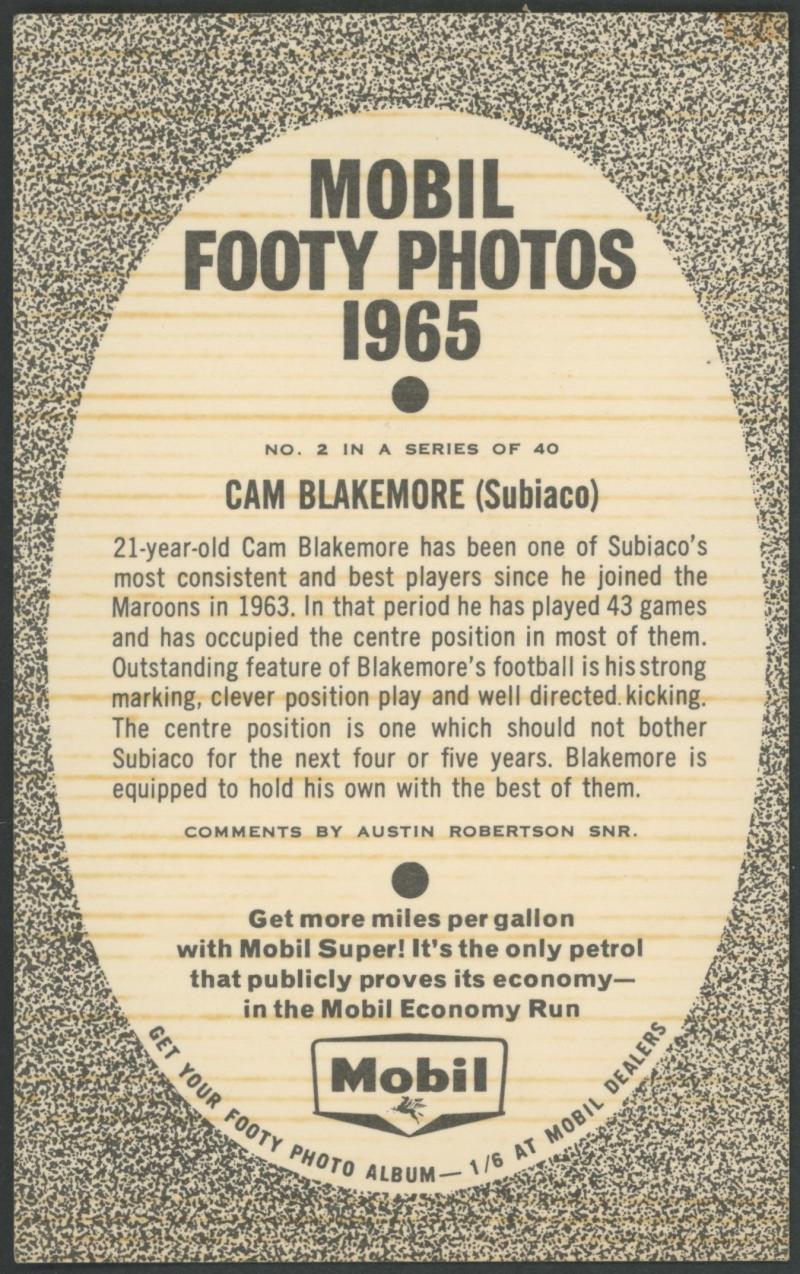 MOBIL
FOOTY PHOTOS
1965
NO. 2 IN A SERIES OF 40
CAM BLAKEMORE (Subiaco)
21-year-old Cam Blakemore has been one of Subiaco's
most consistent and best players since he joined the
Maroons in 1963. In that period he has played 43 games
and has occupied the centre position in most of them.
Outstanding feature of Blakemore's football is his strong
marking, clever position play and well directed kicking.
The centre position is one which should not bother
Subiaco for the next four or five years. Blakemore is
equipped to hold his own with the best of them.
COMMENTS BY AUSTIN ROBERTSON SNR.
Get more miles per gallon
with Mobil Super! It's the only petrol
that publicly proves its economy—
in the Mobil Economy Run
Mobil
GET YOUR FOOTY PHOTO ALBUM— 1/6 AT MOBIL DEALERS